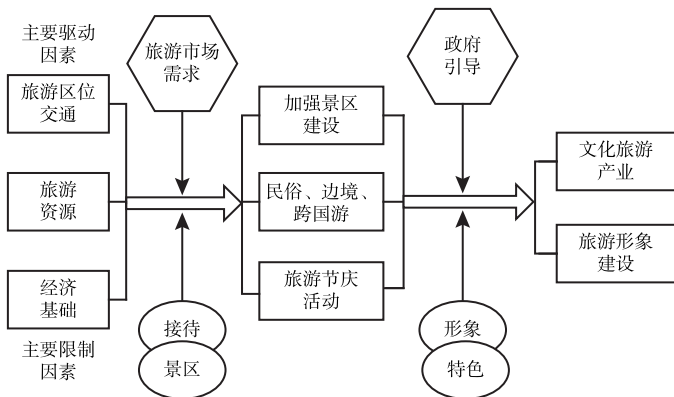 主要驱动
因素
旅游区位
交通
旅游
资源
经济
基础
主要限制
因素
旅游市场
需求
接待
景区
加强景区
建设
民俗、边境、
跨国游
旅游节庆
活动
政府
引导
形象
特色
文化旅游
产业
旅游形象
建设